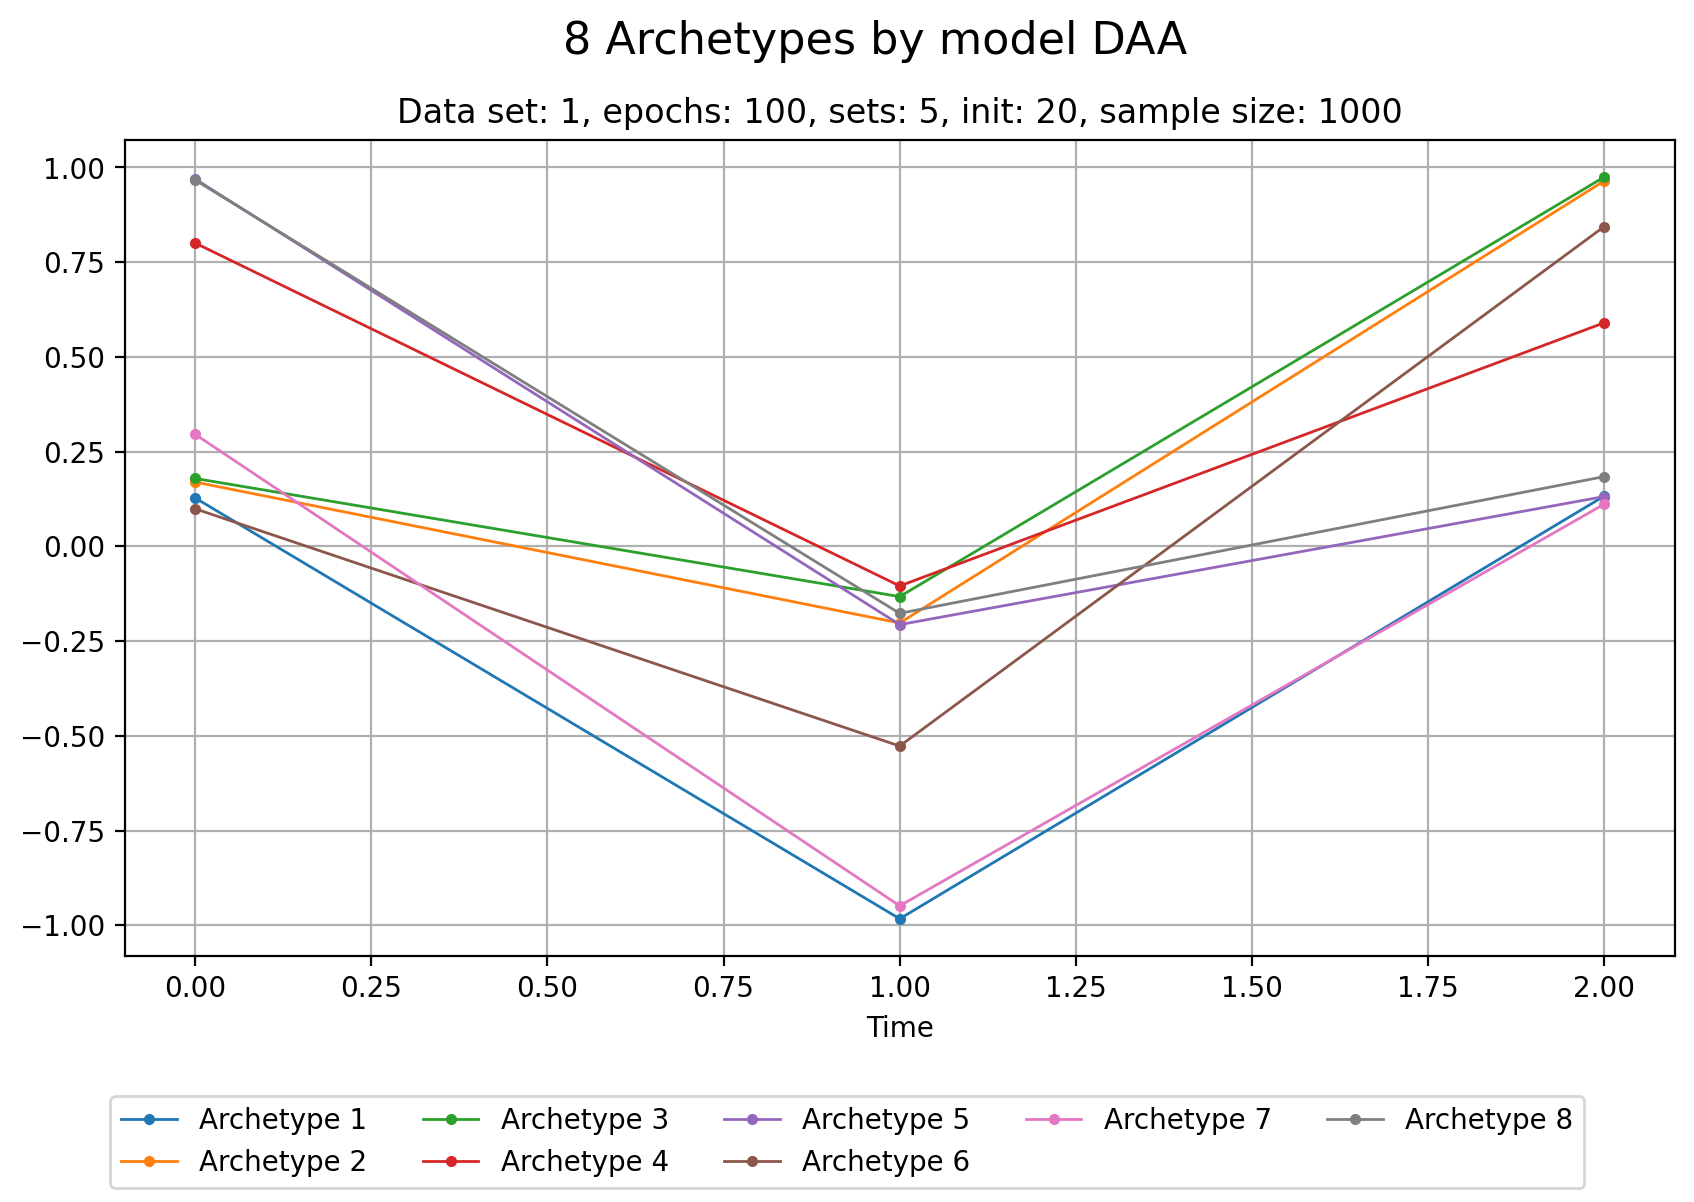 8 Archetypes by model DAA
Data set: 1, epochs: 100, sets: 5, init: 20, sample size: 1000
1.00
0.75
0.50
0.25
0.00
−0.25
−0.50
−0.75
−1.00
0.00 0.25 0.50 0.75 1.00 1.25 1.50 1.75 2.00
Time
Archetype 1 Archetype 3 Archetype 5 Archetype 7 Archetype 8
Archetype 2 Archetype 4 Archetype 6